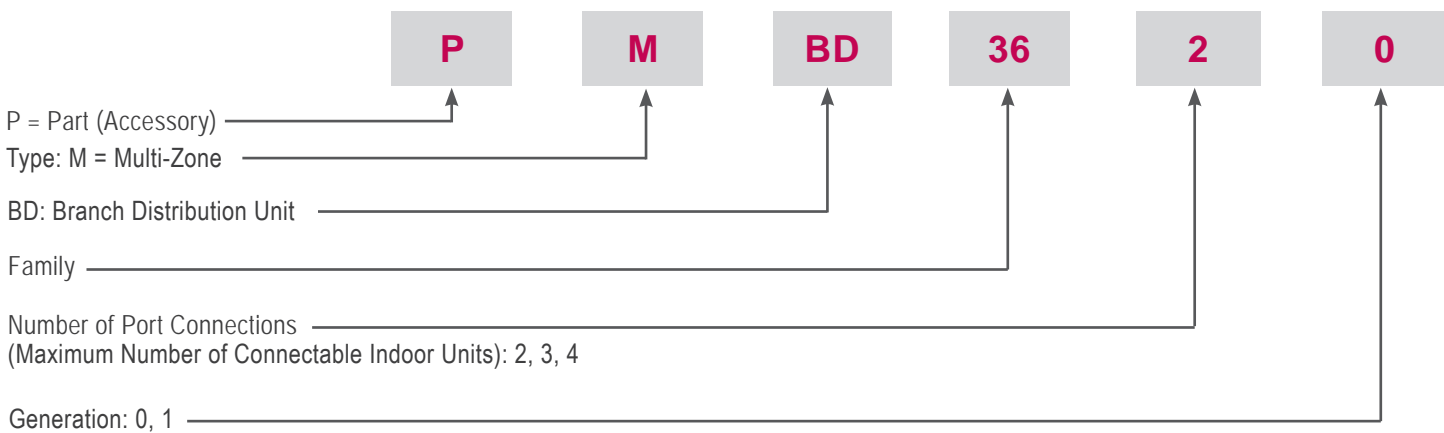 P M BD 36 2 0
P = Part (Accessory)
Type: M = Multi-Zone
BD: Branch Distribution Unit
Family
Number of Port Connections
(Maximum Number of Connectable Indoor Units): 2, 3, 4
Generation: 0, 1